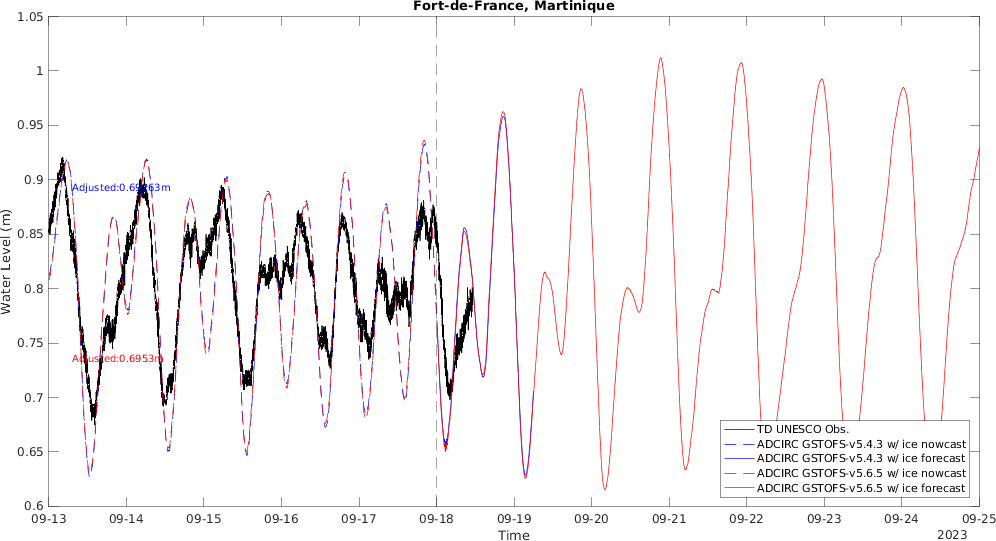 Fort-de-France, Martinique
1.05
1
0.95
0.9
0.85
0.8
0.75
0.7
0.65
0.6
Water Level (m)
Adjusted:0.69263m
Adjusted:0.6953m
TD UNESCO Obs.
ADCIRC GSTOFS-v5.4.3 w/ ice nowcast
ADCIRC GSTOFS-v5.4.3 w/ ice forecast
ADCIRC GSTOFS-v5.6.5 w/ ice nowcast
ADCIRC GSTOFS-v5.6.5 w/ ice forecast
09-13 09-14 09-15 09-16 09-17 09-18 09-19 09-20 09-21 09-22 09-23 09-24 09-25
Time
2023